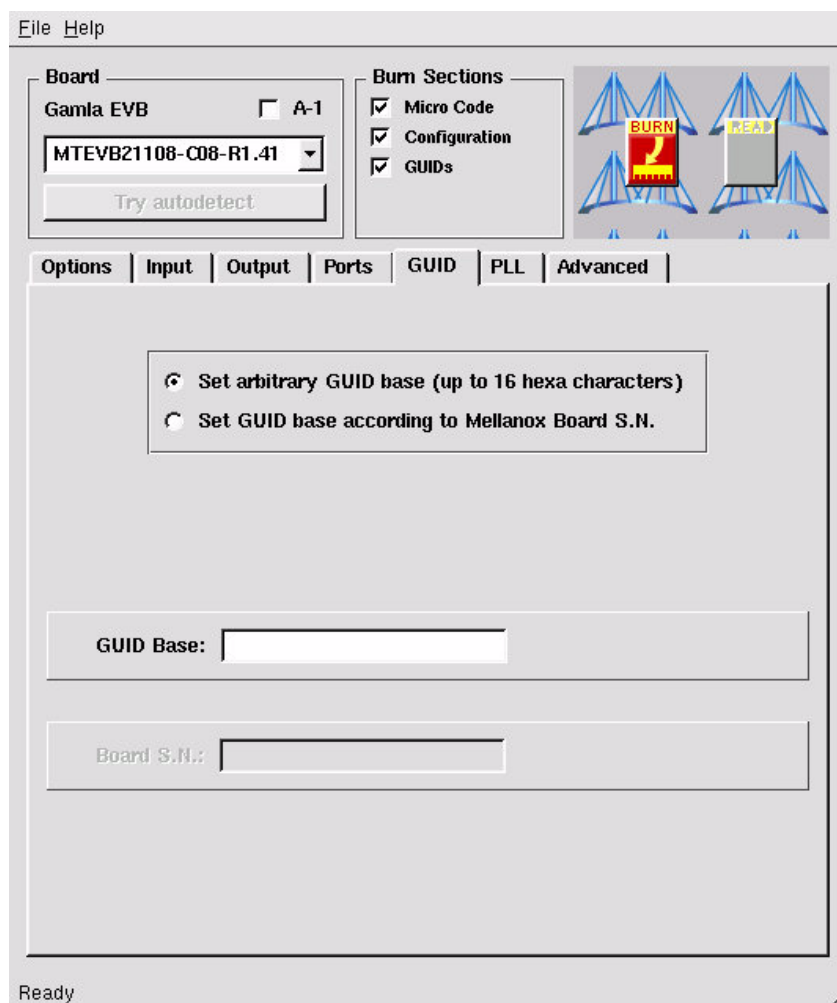 File Help
Board
Gamla EVB A-1
MTEVB21108-C08-R1.41
Try autodetect
Burn Sections
Micro Code
Configuration
GUIDs
BURN
READ
Options Input Output Ports GUID PLL Advanced
Set arbitrary GUID base (up to 16 hexa characters)
Set GUID base according to Mellanox Board S.N.
GUID Base:
Board S.N.:
Ready